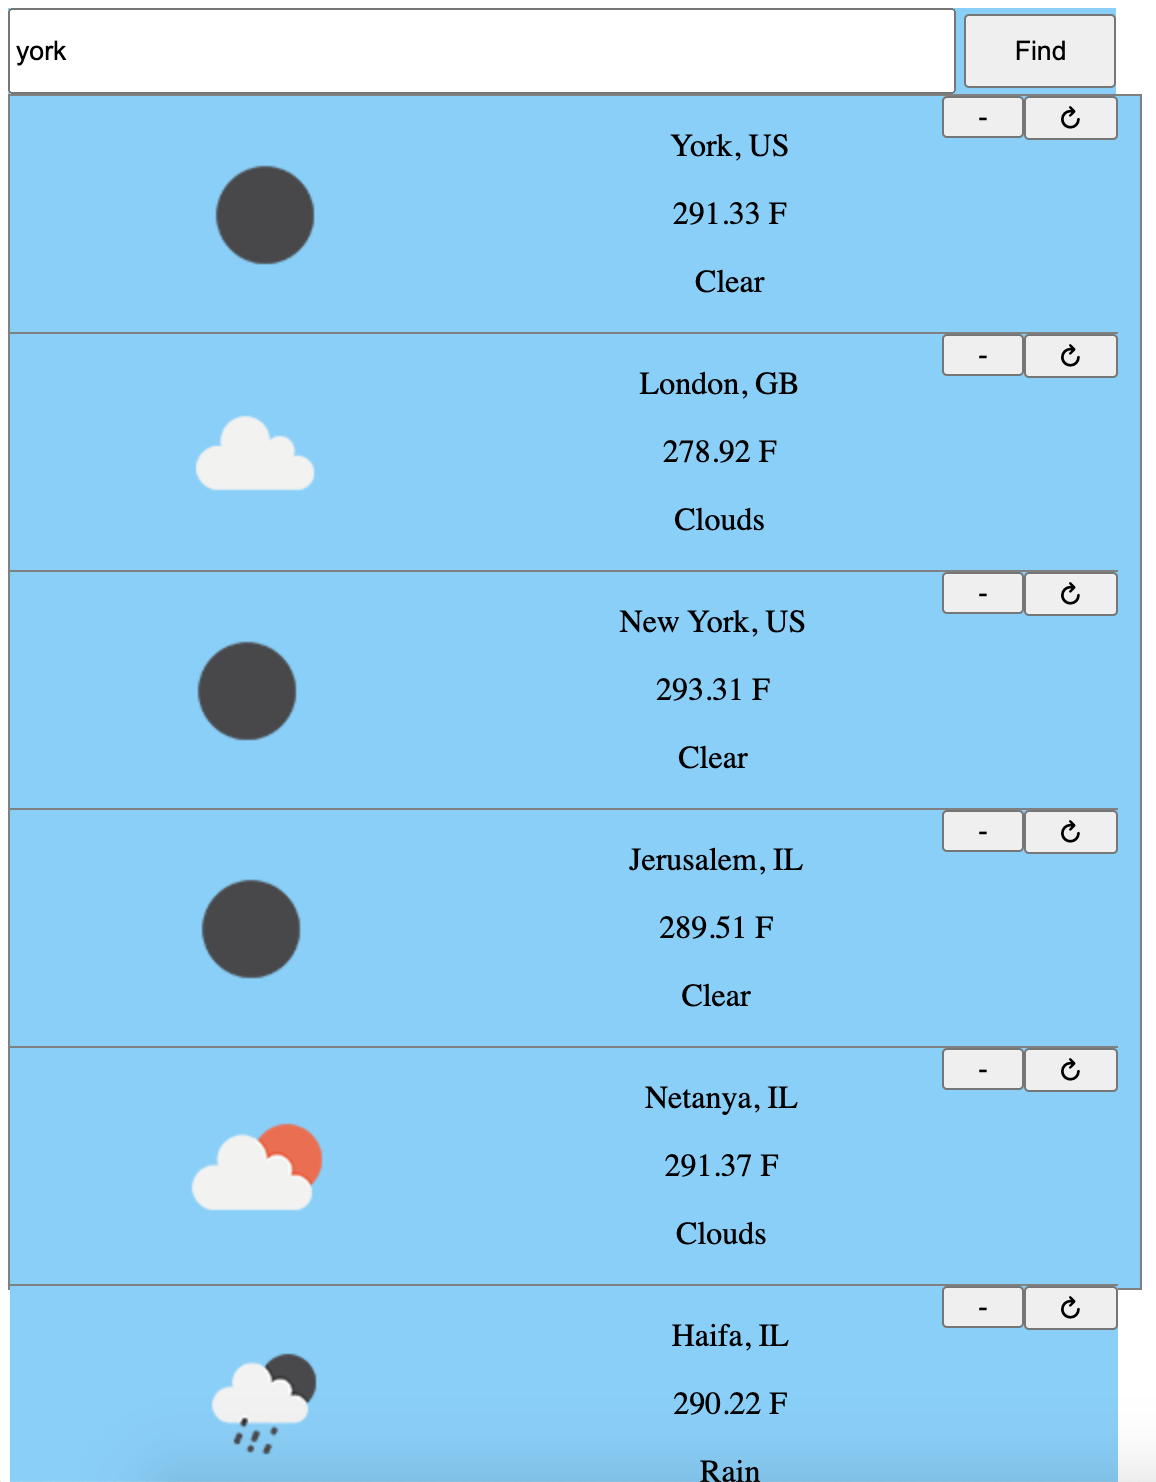 york
Find
- ↻
York, US
291.33 F
Clear
- ↻
London, GB
278.92 F
Clouds
- ↻
New York, US
293.31 F
Clear
- ↻
Jerusalem, IL
289.51 F
Clear
- ↻
Netanya, IL
291.37 F
Clouds
- ↻
Haifa, IL
290.22 F
Rain